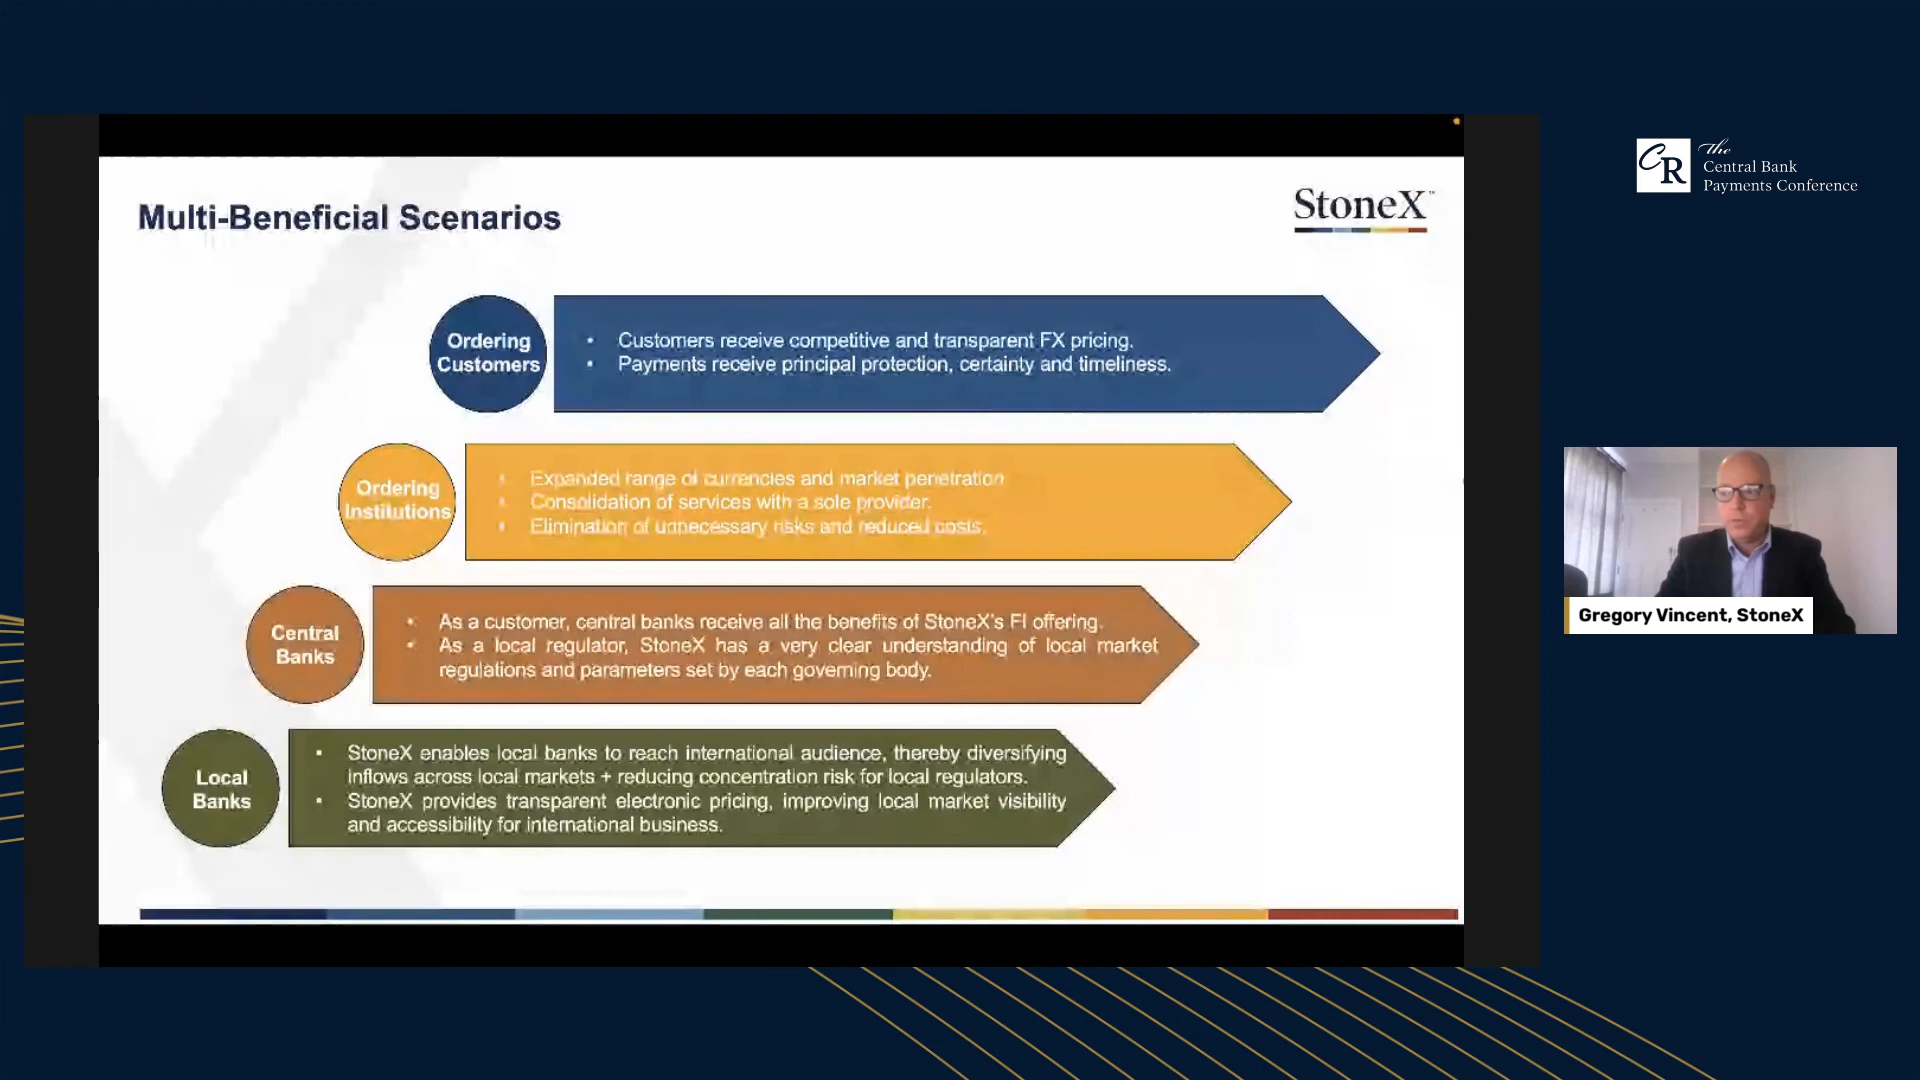 Multi-Beneficial Scenarios
StoneX™
Ordering
Customers
• Customers receive competitive and transparent FX pricing.
• Payments receive principal protection, certainty and timeliness.
Ordering
Institutions
• Expanded range of currencies and market penetration
• Consolidation of services with a sole provider.
• Elimination of unnecessary risks and reduced costs.
Central
Banks
• As a customer, central banks receive all the benefits of StoneX's FI offering.
• As a local regulator, StoneX has a very clear understanding of local market
regulations and parameters set by each governing body.
Local
Banks
• StoneX enables local banks to reach international audience, thereby diversifying
inflows across local markets + reducing concentration risk for local regulators.
• StoneX provides transparent electronic pricing, improving local market visibility
and accessibility for international business.
CR
The
Central Bank
Payments Conference
Gregory Vincent, StoneX